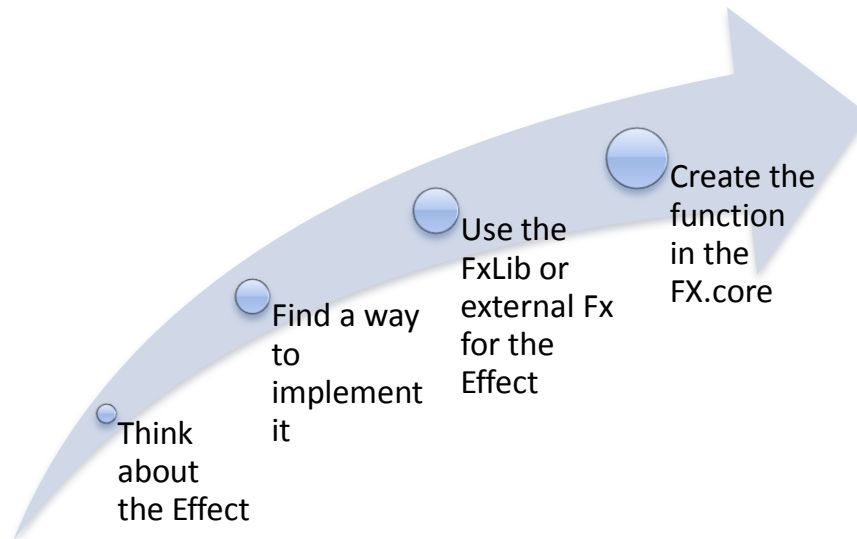 Think
about
the Effect
Find a way
to
implement
it
Use the
FxLib or
external Fx
for the
Effect
Create the
function
in the
FX.core